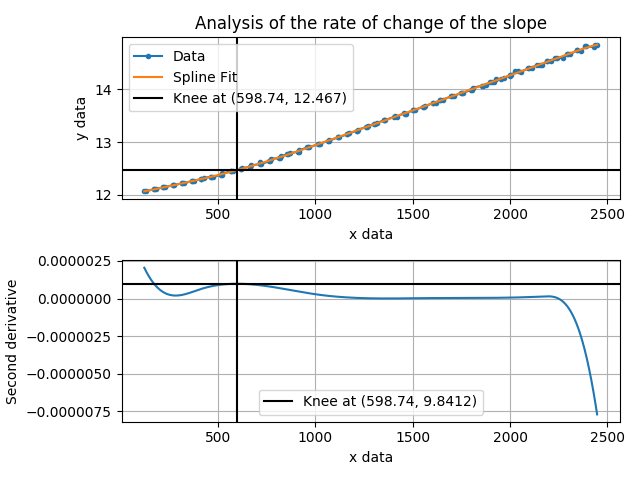 Analysis of the rate of change of the slope
Data
Spline Fit
Knee at (598.74, 12.467)
y data
14
13
12
500 1000 1500 2000 2500
x data
0.0000025
0.0000000
−0.0000025
−0.0000050
−0.0000075
Second derivative
Knee at (598.74, 9.8412)
500 1000 1500 2000 2500
x data